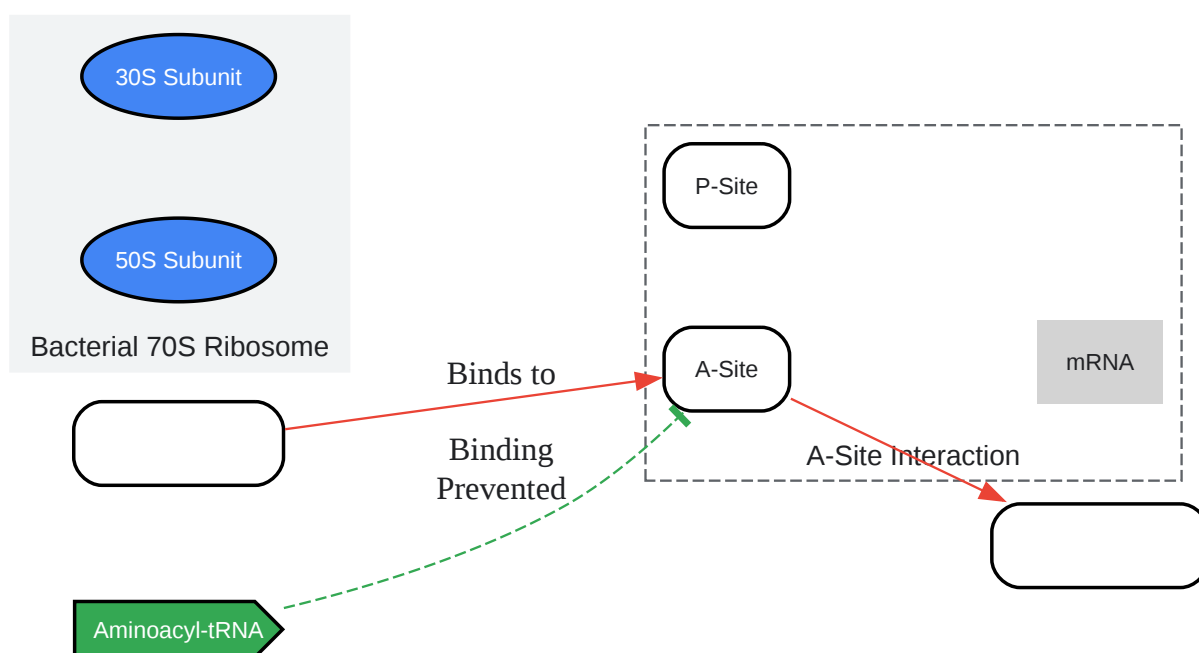 30S Subunit
50S Subunit
Bacterial 70S Ribosome
P-Site
A-Site
mRNA
Binds to
Binding
Prevented
A-Site Interaction
Aminoacyl-tRNA